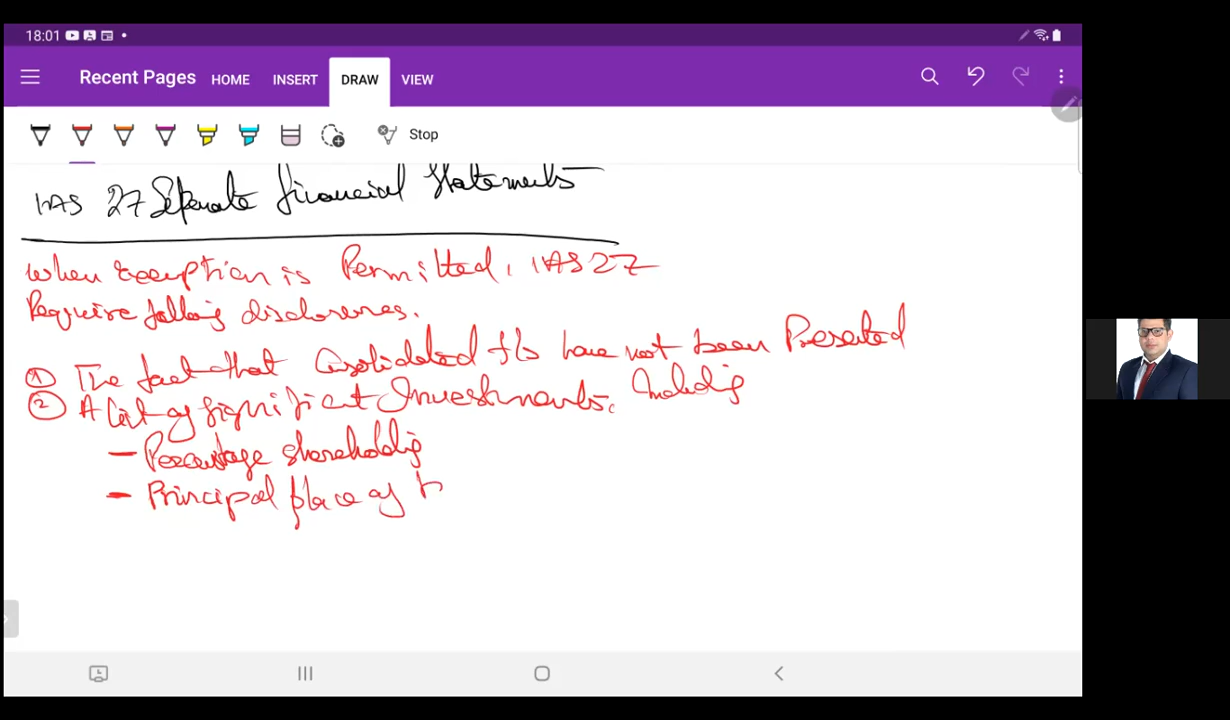 18:01
Recent Pages HOME INSERT DRAW VIEW
Stop
IAS 27 Separate financial statements
When Exemption is Permitted, IAS 27
Require following disclosures.
① The fact that Consolidated f/s have not been Presented
② A list of significant Investments, Including
- Percentage shareholding
- Principal place of b